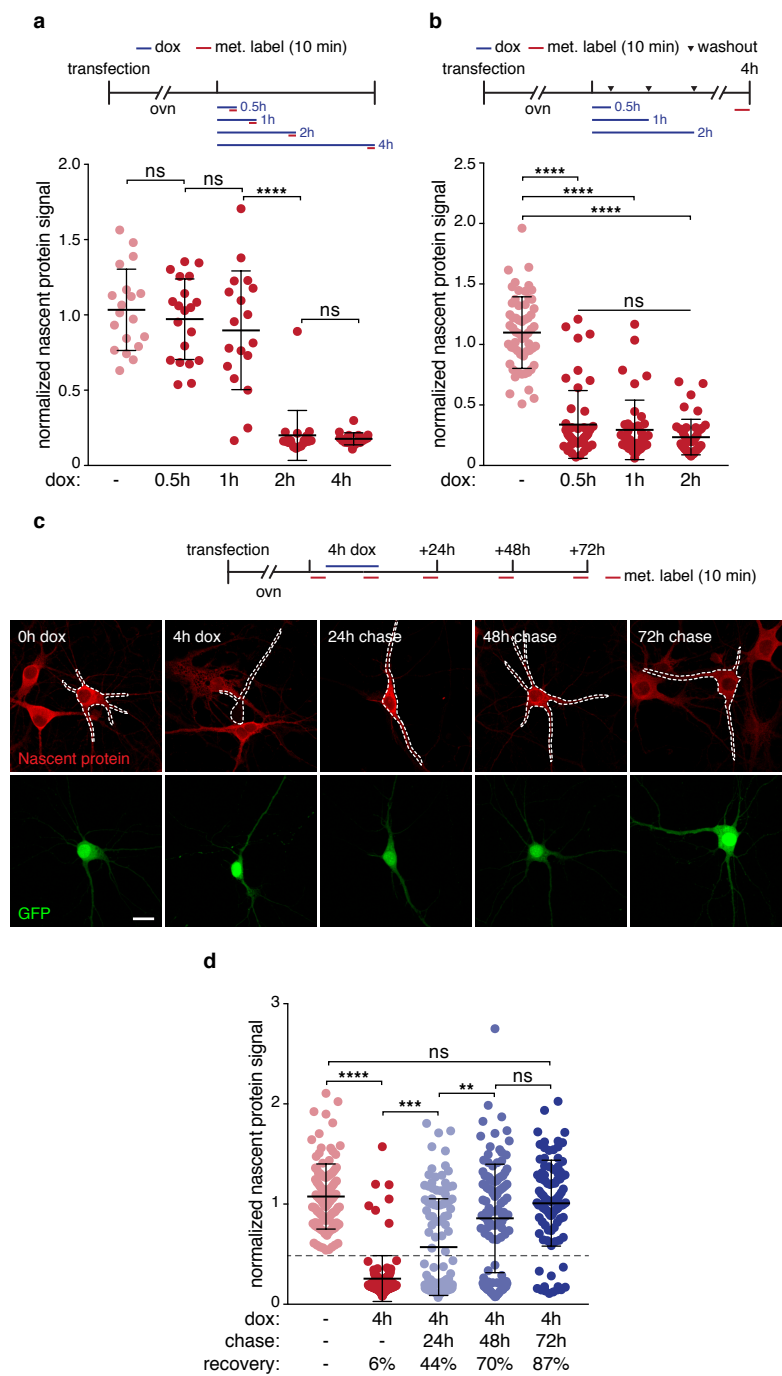 a
dox met. label (10 min)
transfection
ovn
0.5h
1h
2h
4h
normalized nascent protein signal
2.0
1.5
1.0
0.5
0
ns ns **** ns
dox: - 0.5h 1h 2h 4h
b
dox met. label (10 min) washout
transfection 4h
ovn
0.5h
1h
2h
normalized nascent protein signal
2.5
2.0
1.5
1.0
0.5
0
****
****
****
ns
dox: - 0.5h 1h 2h
c
transfection 4h dox +24h +48h +72h
met. label (10 min)
ovn
0h dox 4h dox 24h chase 48h chase 72h chase
Nascent protein
GFP
d
normalized nascent protein signal
3
2
1
0
ns
**** *** ** ns
dox: - 4h 4h 4h 4h
chase: - - 24h 48h 72h
recovery: - 6% 44% 70% 87%